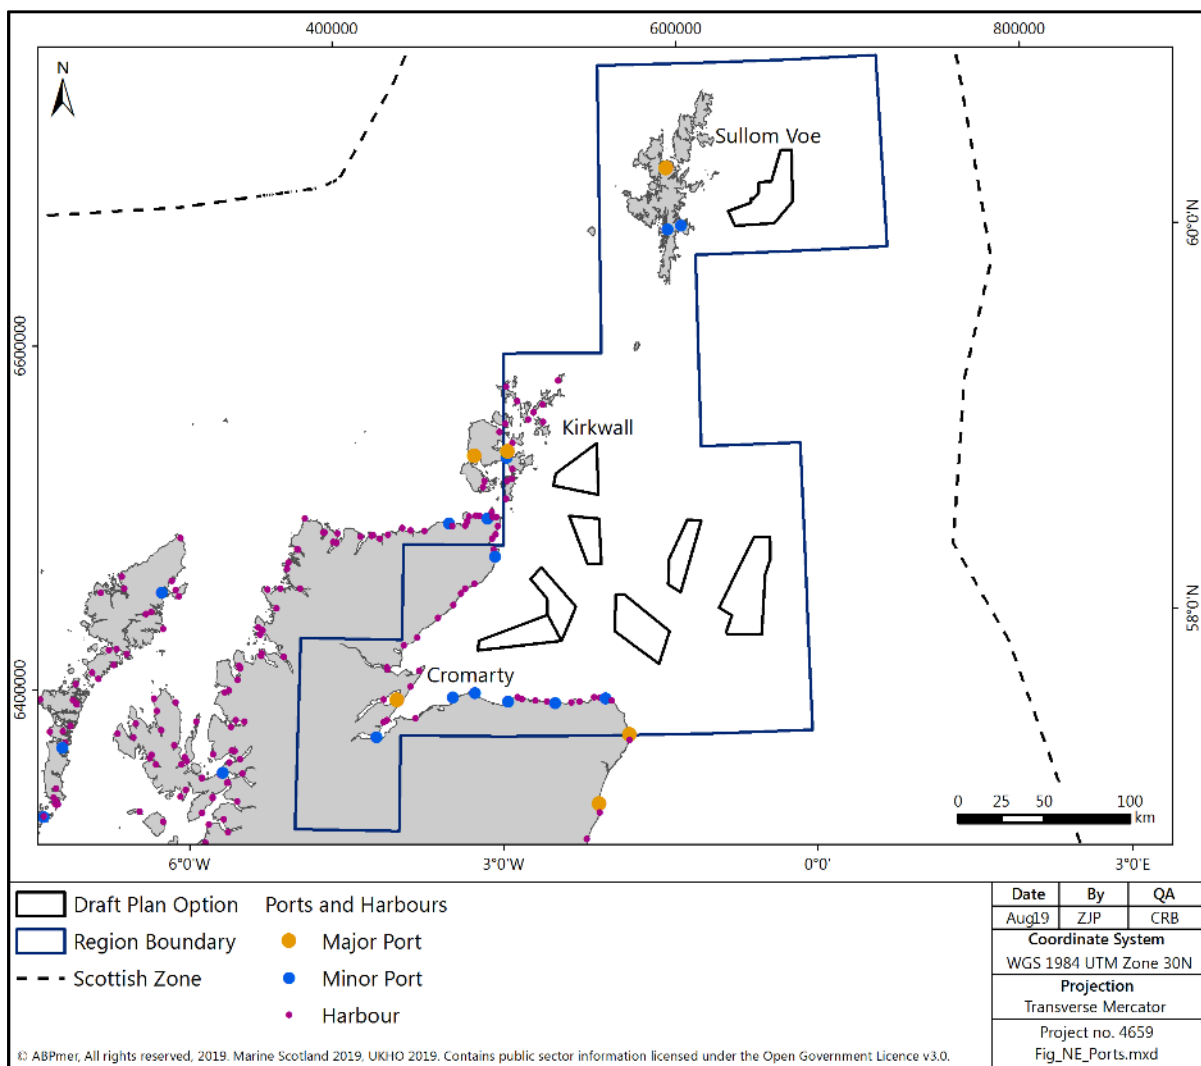 400000 600000 800000
N
Sullom Voe
60°0'N
6600000
Kirkwall
58°0'N
Cromarty
6400000
0 25 50 100
km
6°0'W 3°0'W 0°0' 3°0'E
Draft Plan Option
Region Boundary
Scottish Zone
Ports and Harbours
Major Port
Minor Port
Harbour
Date By QA
Aug19 ZJP CRB
Coordinate System
WGS 1984 UTM Zone 30N
Projection
Transverse Mercator
Project no. 4659
Fig_NE_Ports.mxd
© ABPmer, All rights reserved, 2019. Marine Scotland 2019, UKHO 2019. Contains public sector information licensed under the Open Government Licence v3.0.